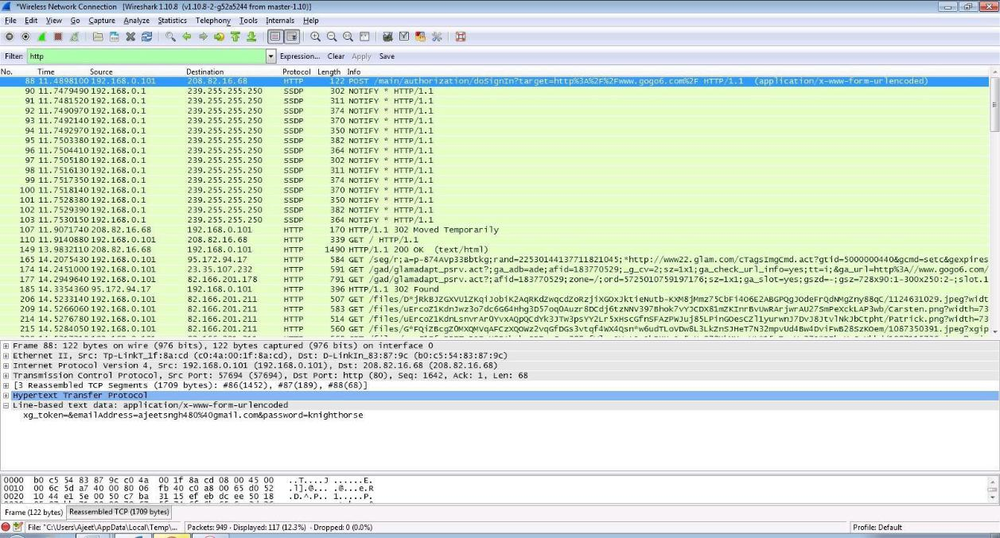 *Wireless Network Connection [Wireshark 1.10.8 (v1.10.8-2-g52a5244 from master-1.10)]
File Edit View Go Capture Analyze Statistics Telephony Tools Internals Help
Filter: http Expression... Clear Apply Save
No. Time Source Destination Protocol Length Info
88 11.4898100 192.168.0.101 208.82.16.68 HTTP 122 POST /main/authorization/doSignIn?target=http%3A%2F%2Fwww.gogo6.com%2F HTTP/1.1 (application/x-www-form-urlencoded)
90 11.7479490 192.168.0.1 239.255.255.250 SSDP 302 NOTIFY * HTTP/1.1
91 11.7481520 192.168.0.1 239.255.255.250 SSDP 311 NOTIFY * HTTP/1.1
92 11.7490970 192.168.0.1 239.255.255.250 SSDP 374 NOTIFY * HTTP/1.1
93 11.7492140 192.168.0.1 239.255.255.250 SSDP 370 NOTIFY * HTTP/1.1
94 11.7492970 192.168.0.1 239.255.255.250 SSDP 350 NOTIFY * HTTP/1.1
95 11.7503380 192.168.0.1 239.255.255.250 SSDP 382 NOTIFY * HTTP/1.1
96 11.7504410 192.168.0.1 239.255.255.250 SSDP 364 NOTIFY * HTTP/1.1
97 11.7505180 192.168.0.1 239.255.255.250 SSDP 302 NOTIFY * HTTP/1.1
98 11.7516130 192.168.0.1 239.255.255.250 SSDP 311 NOTIFY * HTTP/1.1
99 11.7517350 192.168.0.1 239.255.255.250 SSDP 374 NOTIFY * HTTP/1.1
100 11.7518140 192.168.0.1 239.255.255.250 SSDP 370 NOTIFY * HTTP/1.1
101 11.7528380 192.168.0.1 239.255.255.250 SSDP 350 NOTIFY * HTTP/1.1
102 11.7529390 192.168.0.1 239.255.255.250 SSDP 382 NOTIFY * HTTP/1.1
103 11.7530150 192.168.0.1 239.255.255.250 SSDP 364 NOTIFY * HTTP/1.1
107 11.9071740 208.82.16.68 192.168.0.101 HTTP 170 HTTP/1.1 302 Moved Temporarily
110 11.9140880 192.168.0.101 208.82.16.68 HTTP 339 GET / HTTP/1.1
149 13.9832110 208.82.16.68 192.168.0.101 HTTP 1490 HTTP/1.1 200 OK (text/html)
165 14.2075430 192.168.0.101 95.172.94.17 HTTP 584 GET /seg/r;a=p-874AVp33Bbtkg;rand=22530144137711821045;*http://www22.glam.com/cTagsImgCmd.act?gtid=5000000440&gcmd=setc&gexpires
174 14.2451000 192.168.0.101 23.35.107.232 HTTP 539 GET /gad/glamadapt_psrv.act?;ga_adb=ade;afid=183770529;_g_cv=2;sz=1x1;ga_check_url_info=yes;tt=i;&ga_url=http%3A//www.gogo6.com/
177 14.2949640 192.168.0.101 82.166.201.178 HTTP 791 GET /gad/glamadapt_psrv.act?;afid=183770529;zone=/;ord=5725010759197176;sz=1x1;ga_slot=yes;gszd=-;gsz=728x90:1-300x250:2-;slot.1
185 14.3354360 95.172.94.17 192.168.0.101 HTTP 396 HTTP/1.1 302 Found
206 14.5233140 192.168.0.101 82.166.201.211 HTTP 507 GET
209 14.5266060 192.168.0.101 82.166.201.211 HTTP 583 GET
214 14.5276780 192.168.0.101 82.166.201.211 HTTP 514 GET
215 14.5284050 192.168.0.101 82.166.201.211 HTTP 560 GET
Frame 88: 122 bytes on wire (976 bits), 122 bytes captured (976 bits) on interface 0
Ethernet II, Src: Tp-LinkT_1f:8a:cd (c0:4a:00:1f:8a:cd), Dst: D-LinkIn_83:87:9c (b0:c5:54:83:87:9c)
Internet Protocol Version 4, Src: 192.168.0.101 (192.168.0.101), Dst: 208.82.16.68 (208.82.16.68)
Transmission Control Protocol, Src Port: 57694 (57694), Dst Port: http (80), Seq: 1642, Ack: 1, Len: 68
[3 Reassembled TCP Segments (1709 bytes): #86(1452), #87(189), #88(68)]
Hypertext Transfer Protocol
Line-based text data: application/x-www-form-urlencoded
xg_token=&emailAddress=ajeetsngh480%40gmail.com&password=knighthorse
0000 b0 c5 54 83 87 9c c0 4a 00 1f 8a cd 08 00 45 00 ..T....J ......E.
0010 00 6c 5d a7 40 00 80 06 fb 40 c0 a8 00 65 d0 52 .l].@... .@...e.R
0020 10 44 e1 5e 00 50 c7 ba 31 15 ef eb dc ee 50 18 .D.^.P.. 1.....P.
Frame (122 bytes) Reassembled TCP (1709 bytes)
File: "C:\Users\Ajeet\AppData\Local\Temp\... Packets: 949 · Displayed: 117 (12.3%) · Dropped: 0 (0.0%) Profile: Default